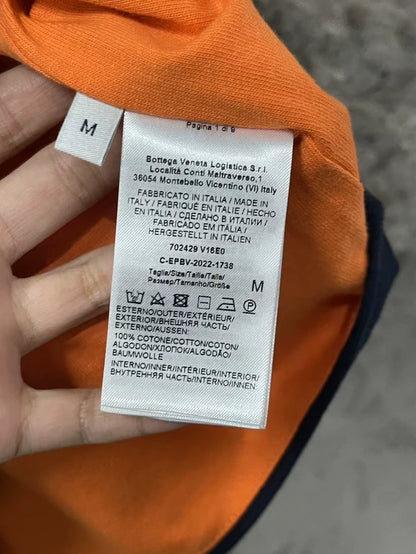 M
Pagina 1 di 9
Bottega Veneta Logistica S.r.l.
Località Conti Maltraverso,1
36054 Montebello Vicentino (VI) Italy
FABBRICATO IN ITALIA / MADE IN
ITALY / FABRIQUÉ EN ITALIE / HECHO
EN ITALIA / СДЕЛАНО В ИТАЛИИ /
FABRICADO EM ITÁLIA /
HERGESTELLT IN ITALIEN
702429 V16E0
C-EPBV-2022-1738
Taglia/Size/Taille/Talla/
Размер/Tamanho/Größe
M
ESTERNO/OUTER/EXTÉRIEUR/
EXTERIOR/ВНЕШНЯЯ ЧАСТЬ/
EXTERNO/AUSSEN:
100% COTONE/COTTON/COTON/
ALGODÓN/ХЛОПОК/ALGODÃO/
BAUMWOLLE
INTERNO/INNER/INTÉRIEUR/INTERIOR
/ВНУТРЕННЯЯ ЧАСТЬ/INTERNO/INNEN: